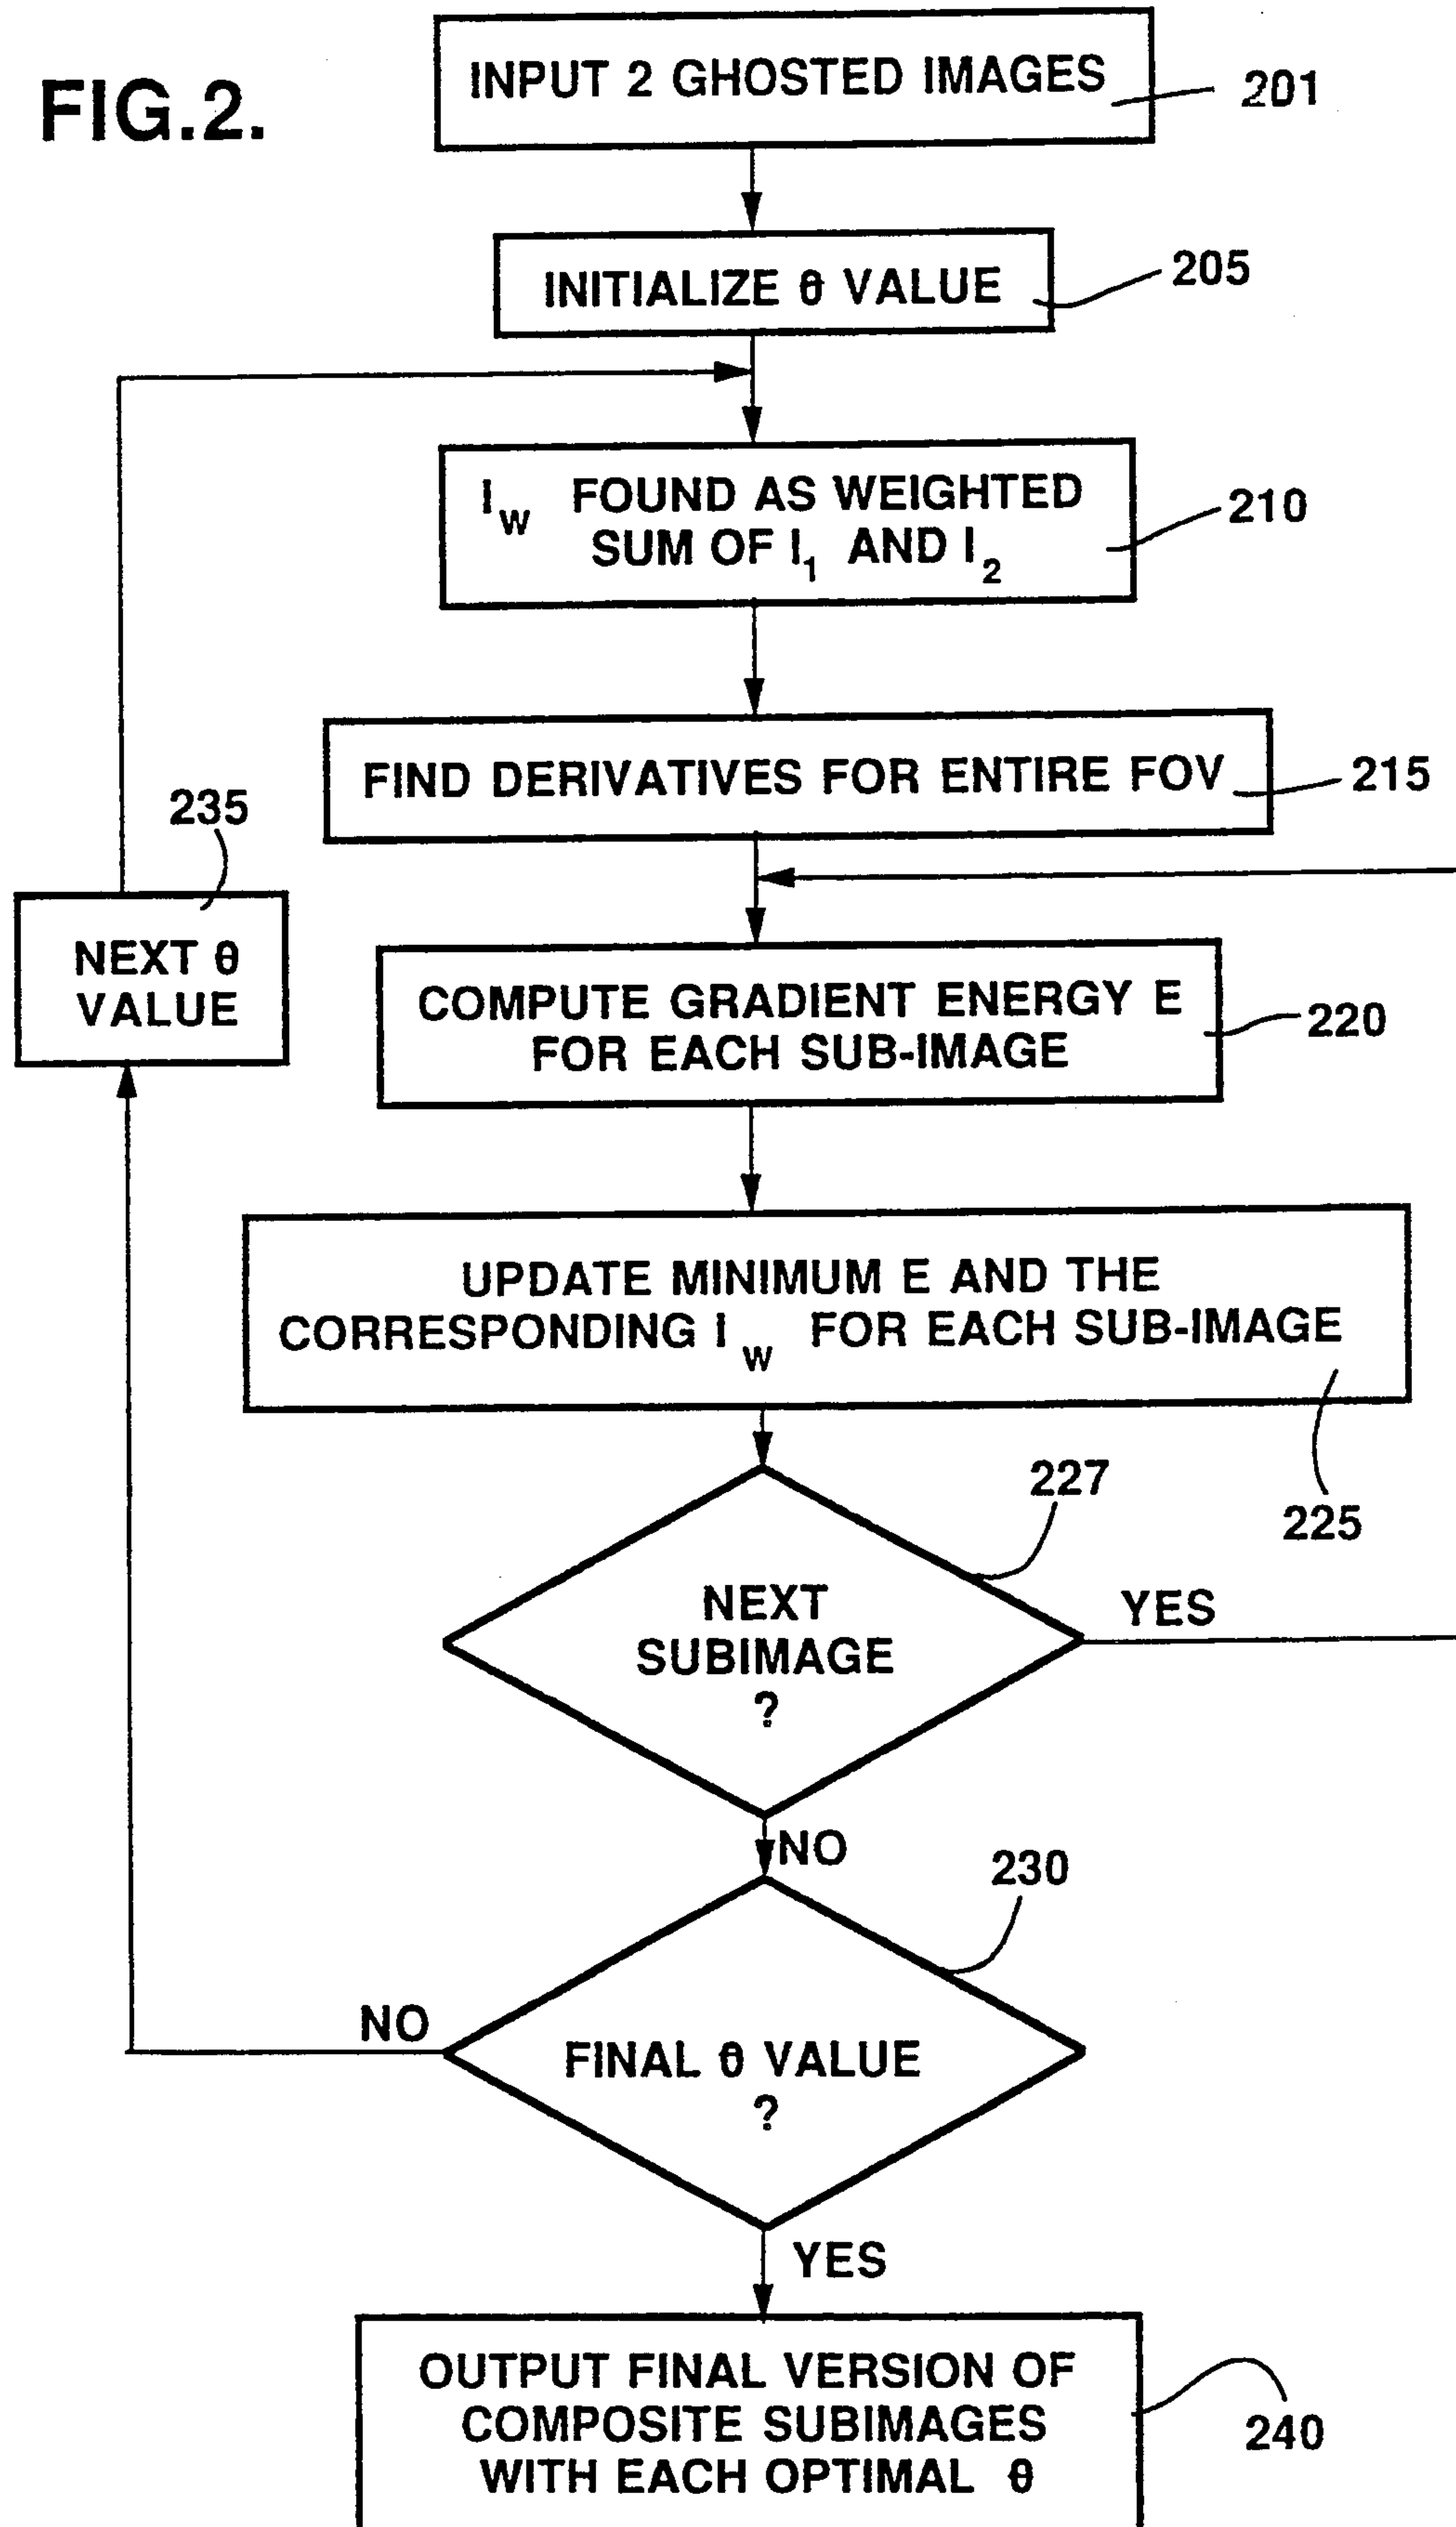 FIG.2.
INPUT 2 GHOSTED IMAGES
201
INITIALIZE θ VALUE
205
I_W FOUND AS WEIGHTED
SUM OF I_1 AND I_2
210
FIND DERIVATIVES FOR ENTIRE FOV
215
235
NEXT θ
VALUE
COMPUTE GRADIENT ENERGY E
FOR EACH SUB-IMAGE
220
UPDATE MINIMUM E AND THE
CORRESPONDING I_W FOR EACH SUB-IMAGE
225
227
NEXT
SUBIMAGE
?
YES
NO
230
FINAL θ VALUE
?
NO
YES
OUTPUT FINAL VERSION OF
COMPOSITE SUBIMAGES
WITH EACH OPTIMAL θ
240